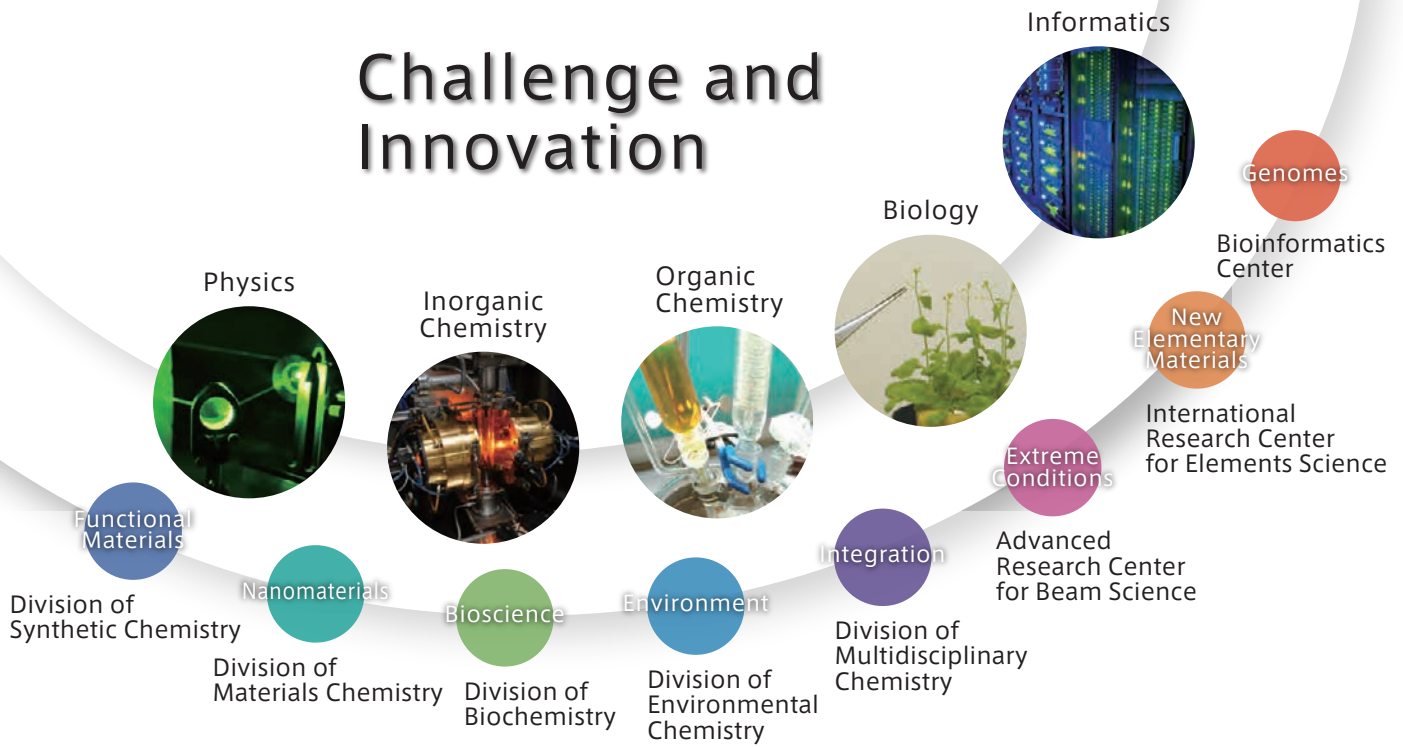 Challenge and
Innovation
Informatics
Biology
Physics
Inorganic
Chemistry
Organic
Chemistry
Genomes
Bioinformatics
Center
New
Elementary
Materials
International
Research Center
for Elements Science
Extreme
Conditions
Advanced
Research Center
for Beam Science
Integration
Division of
Multidisciplinary
Chemistry
Environment
Division of
Environmental
Chemistry
Bioscience
Division of
Biochemistry
Nanomaterials
Division of
Materials Chemistry
Functional
Materials
Division of
Synthetic Chemistry